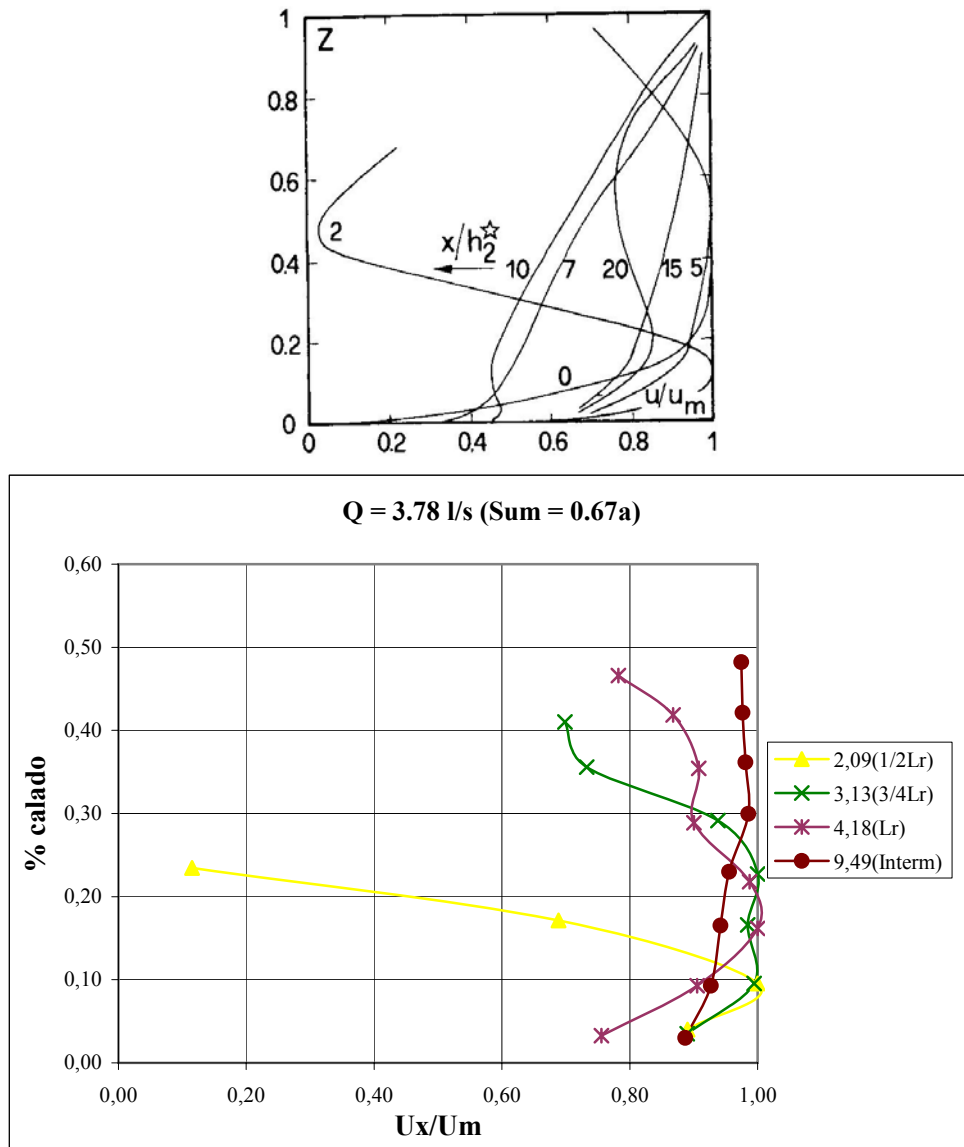 1
Z
0.8
0.6
0.4
0.2
0
2
x/h₂☆
10 7 20 15 5
0
u/uₘ
0 0.2 0.4 0.6 0.8 1
Q = 3.78 l/s (Sum = 0.67a)
0,60
0,50
0,40
0,30
0,20
0,10
0,00
% calado
0,00 0,20 0,40 0,60 0,80 1,00
Ux/Um
2,09(1/2Lr)
3,13(3/4Lr)
4,18(Lr)
9,49(Interm)